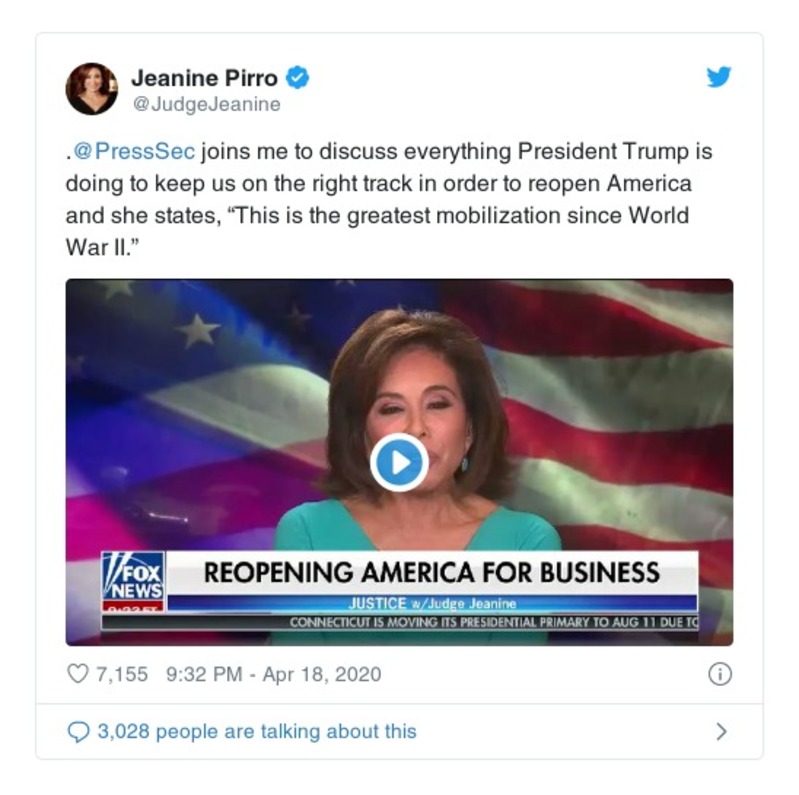 Jeanine Pirro
@JudgeJeanine
.@PressSec joins me to discuss everything President Trump is
doing to keep us on the right track in order to reopen America
and she states, “This is the greatest mobilization since World
War II.”
FOX
NEWS
REOPENING AMERICA FOR BUSINESS
JUSTICE w/Judge Jeanine
CONNECTICUT IS MOVING ITS PRESIDENTIAL PRIMARY TO AUG 11 DUE TO
7,155 9:32 PM - Apr 18, 2020
3,028 people are talking about this